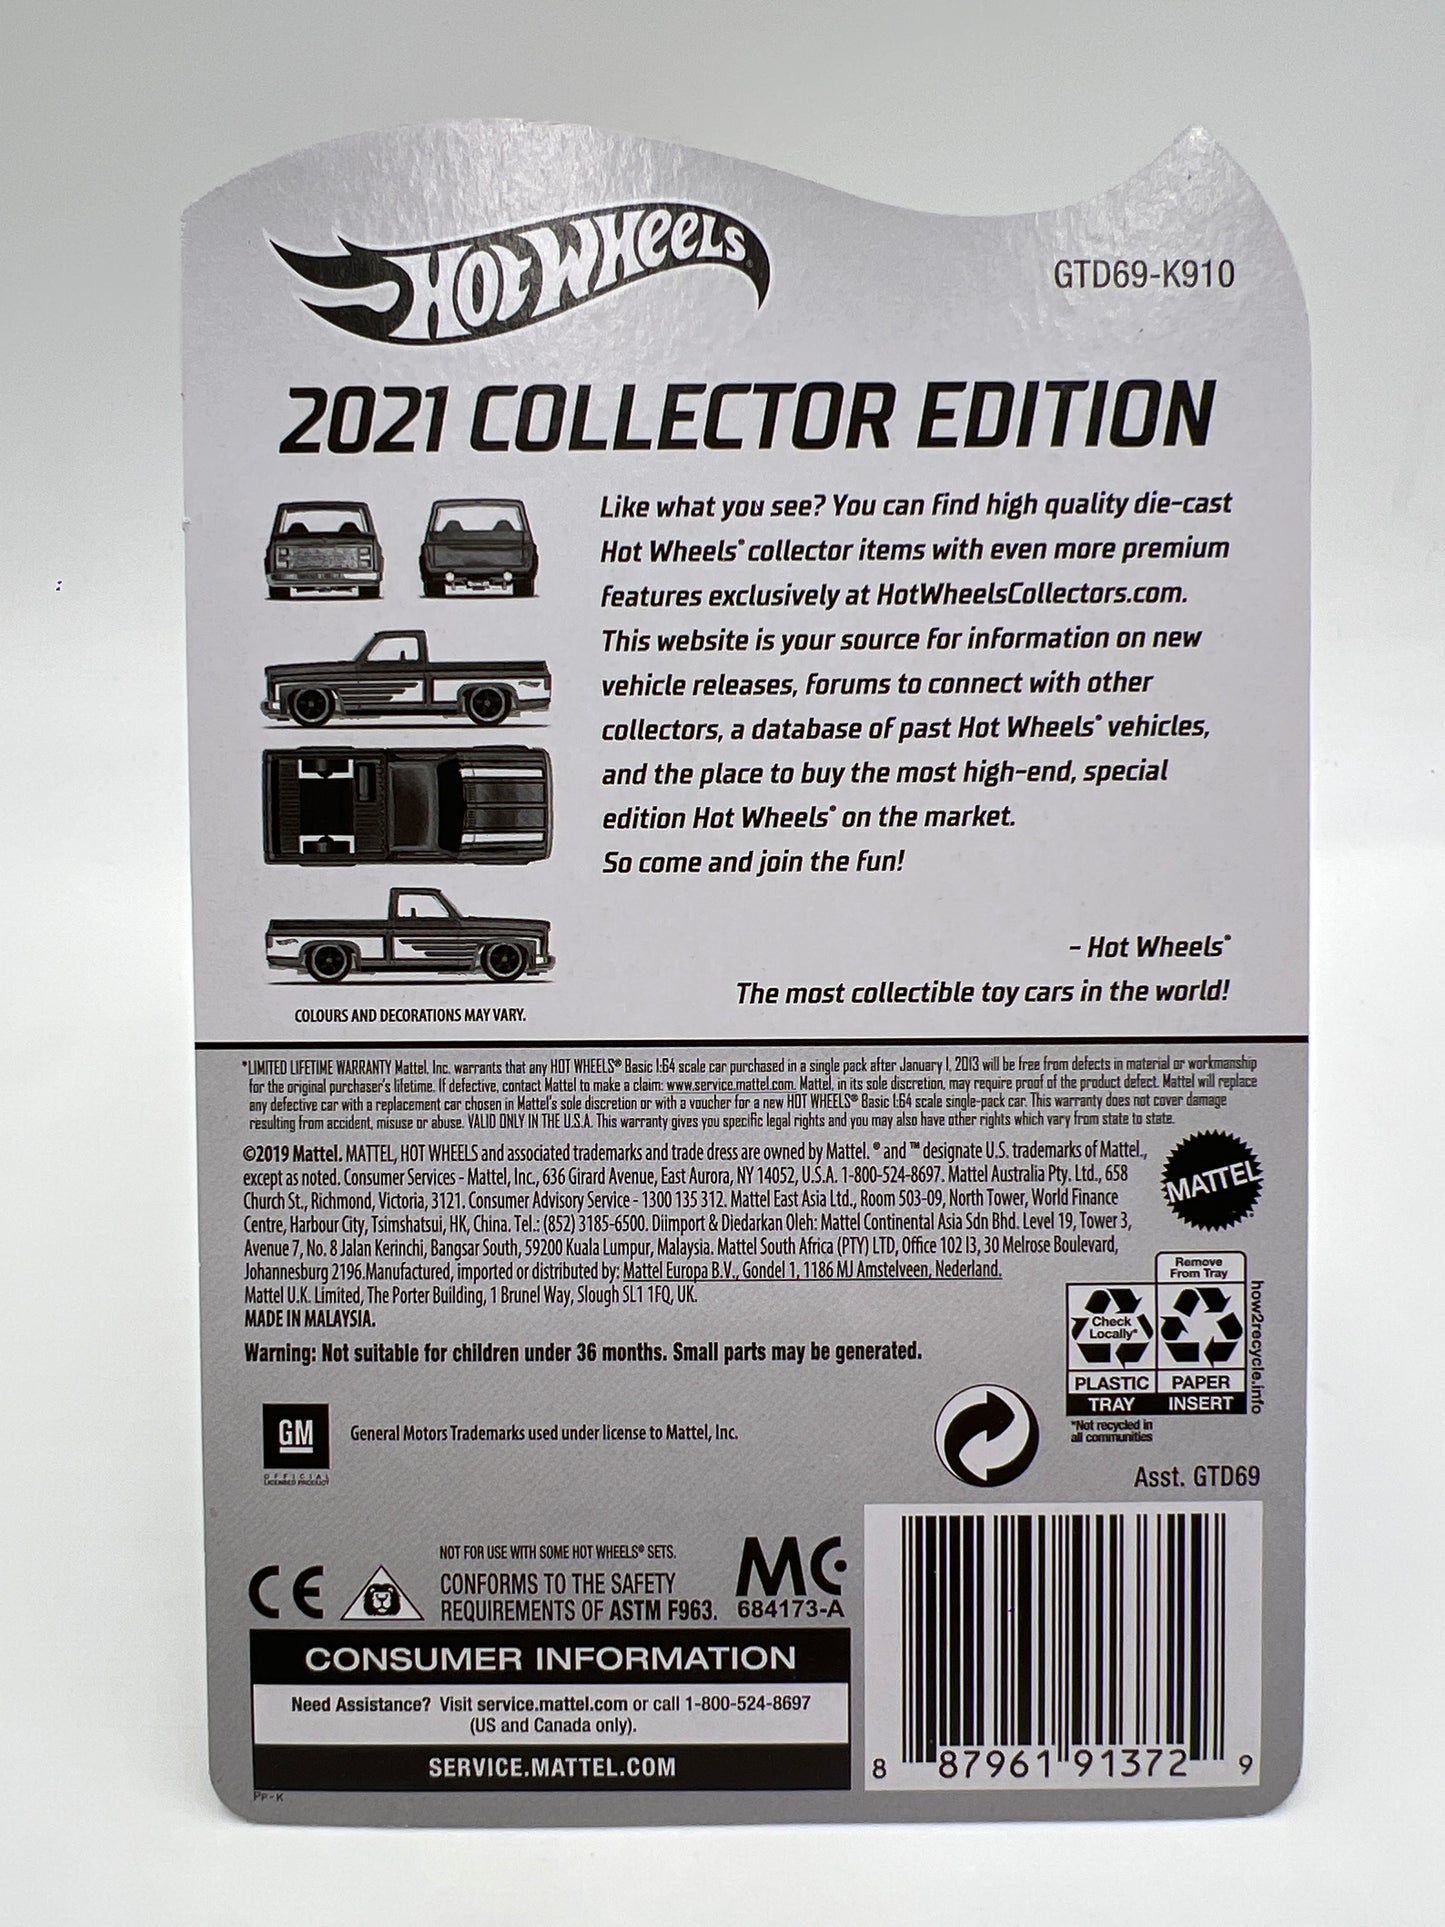 HOT WHEELS
GTD69-K910
2021 COLLECTOR EDITION
Like what you see? You can find high quality die-cast
Hot Wheels® collector items with even more premium
features exclusively at HotWheelsCollectors.com.
This website is your source for information on new
vehicle releases, forums to connect with other
collectors, a database of past Hot Wheels® vehicles,
and the place to buy the most high-end, special
edition Hot Wheels® on the market.
So come and join the fun!
– Hot Wheels®
The most collectible toy cars in the world!
COLOURS AND DECORATIONS MAY VARY.
*LIMITED LIFETIME WARRANTY Mattel, Inc. warrants that any HOT WHEELS® Basic 1:64 scale car purchased in a single pack after January 1, 2013 will be free from defects in material or workmanship
for the original purchaser's lifetime. If defective, contact Mattel to make a claim: www.service.mattel.com. Mattel, in its sole discretion, may require proof of the product defect. Mattel will replace
any defective car with a replacement car chosen in Mattel's sole discretion or with a voucher for a new HOT WHEELS® Basic 1:64 scale single-pack car. This warranty does not cover damage
resulting from accident, misuse or abuse. VALID ONLY IN THE U.S.A. This warranty gives you specific legal rights and you may also have other rights which vary from state to state.
©2019 Mattel. MATTEL, HOT WHEELS and associated trademarks and trade dress are owned by Mattel. ® and ™ designate U.S. trademarks of Mattel.,
except as noted. Consumer Services - Mattel, Inc., 636 Girard Avenue, East Aurora, NY 14052, U.S.A. 1-800-524-8697. Mattel Australia Pty. Ltd., 658
Church St., Richmond, Victoria, 3121. Consumer Advisory Service - 1300 135 312. Mattel East Asia Ltd., Room 503-09, North Tower, World Finance
Centre, Harbour City, Tsimshatsui, HK, China. Tel.: (852) 3185-6500. Diimport & Diedarkan Oleh: Mattel Continental Asia Sdn Bhd. Level 19, Tower 3,
Avenue 7, No. 8 Jalan Kerinchi, Bangsar South, 59200 Kuala Lumpur, Malaysia. Mattel South Africa (PTY) LTD, Office 102 I3, 30 Melrose Boulevard,
Johannesburg 2196.Manufactured, imported or distributed by: Mattel Europa B.V., Gondel 1, 1186 MJ Amstelveen, Nederland.
Mattel U.K. Limited, The Porter Building, 1 Brunel Way, Slough SL1 1FQ, UK.
MADE IN MALAYSIA.
MATTEL
Warning: Not suitable for children under 36 months. Small parts may be generated.
Remove
From Tray
Check
Locally*
PLASTIC
TRAY
PAPER
INSERT
how2recycle.info
*Not recycled in
all communities
GM
OFFICIAL
LICENSED PRODUCT
General Motors Trademarks used under license to Mattel, Inc.
Asst. GTD69
CE
NOT FOR USE WITH SOME HOT WHEELS® SETS.
CONFORMS TO THE SAFETY
REQUIREMENTS OF ASTM F963.
MC
684173-A
CONSUMER INFORMATION
Need Assistance? Visit service.mattel.com or call 1-800-524-8697
(US and Canada only).
SERVICE.MATTEL.COM
PP-K
8 87961 91372 9